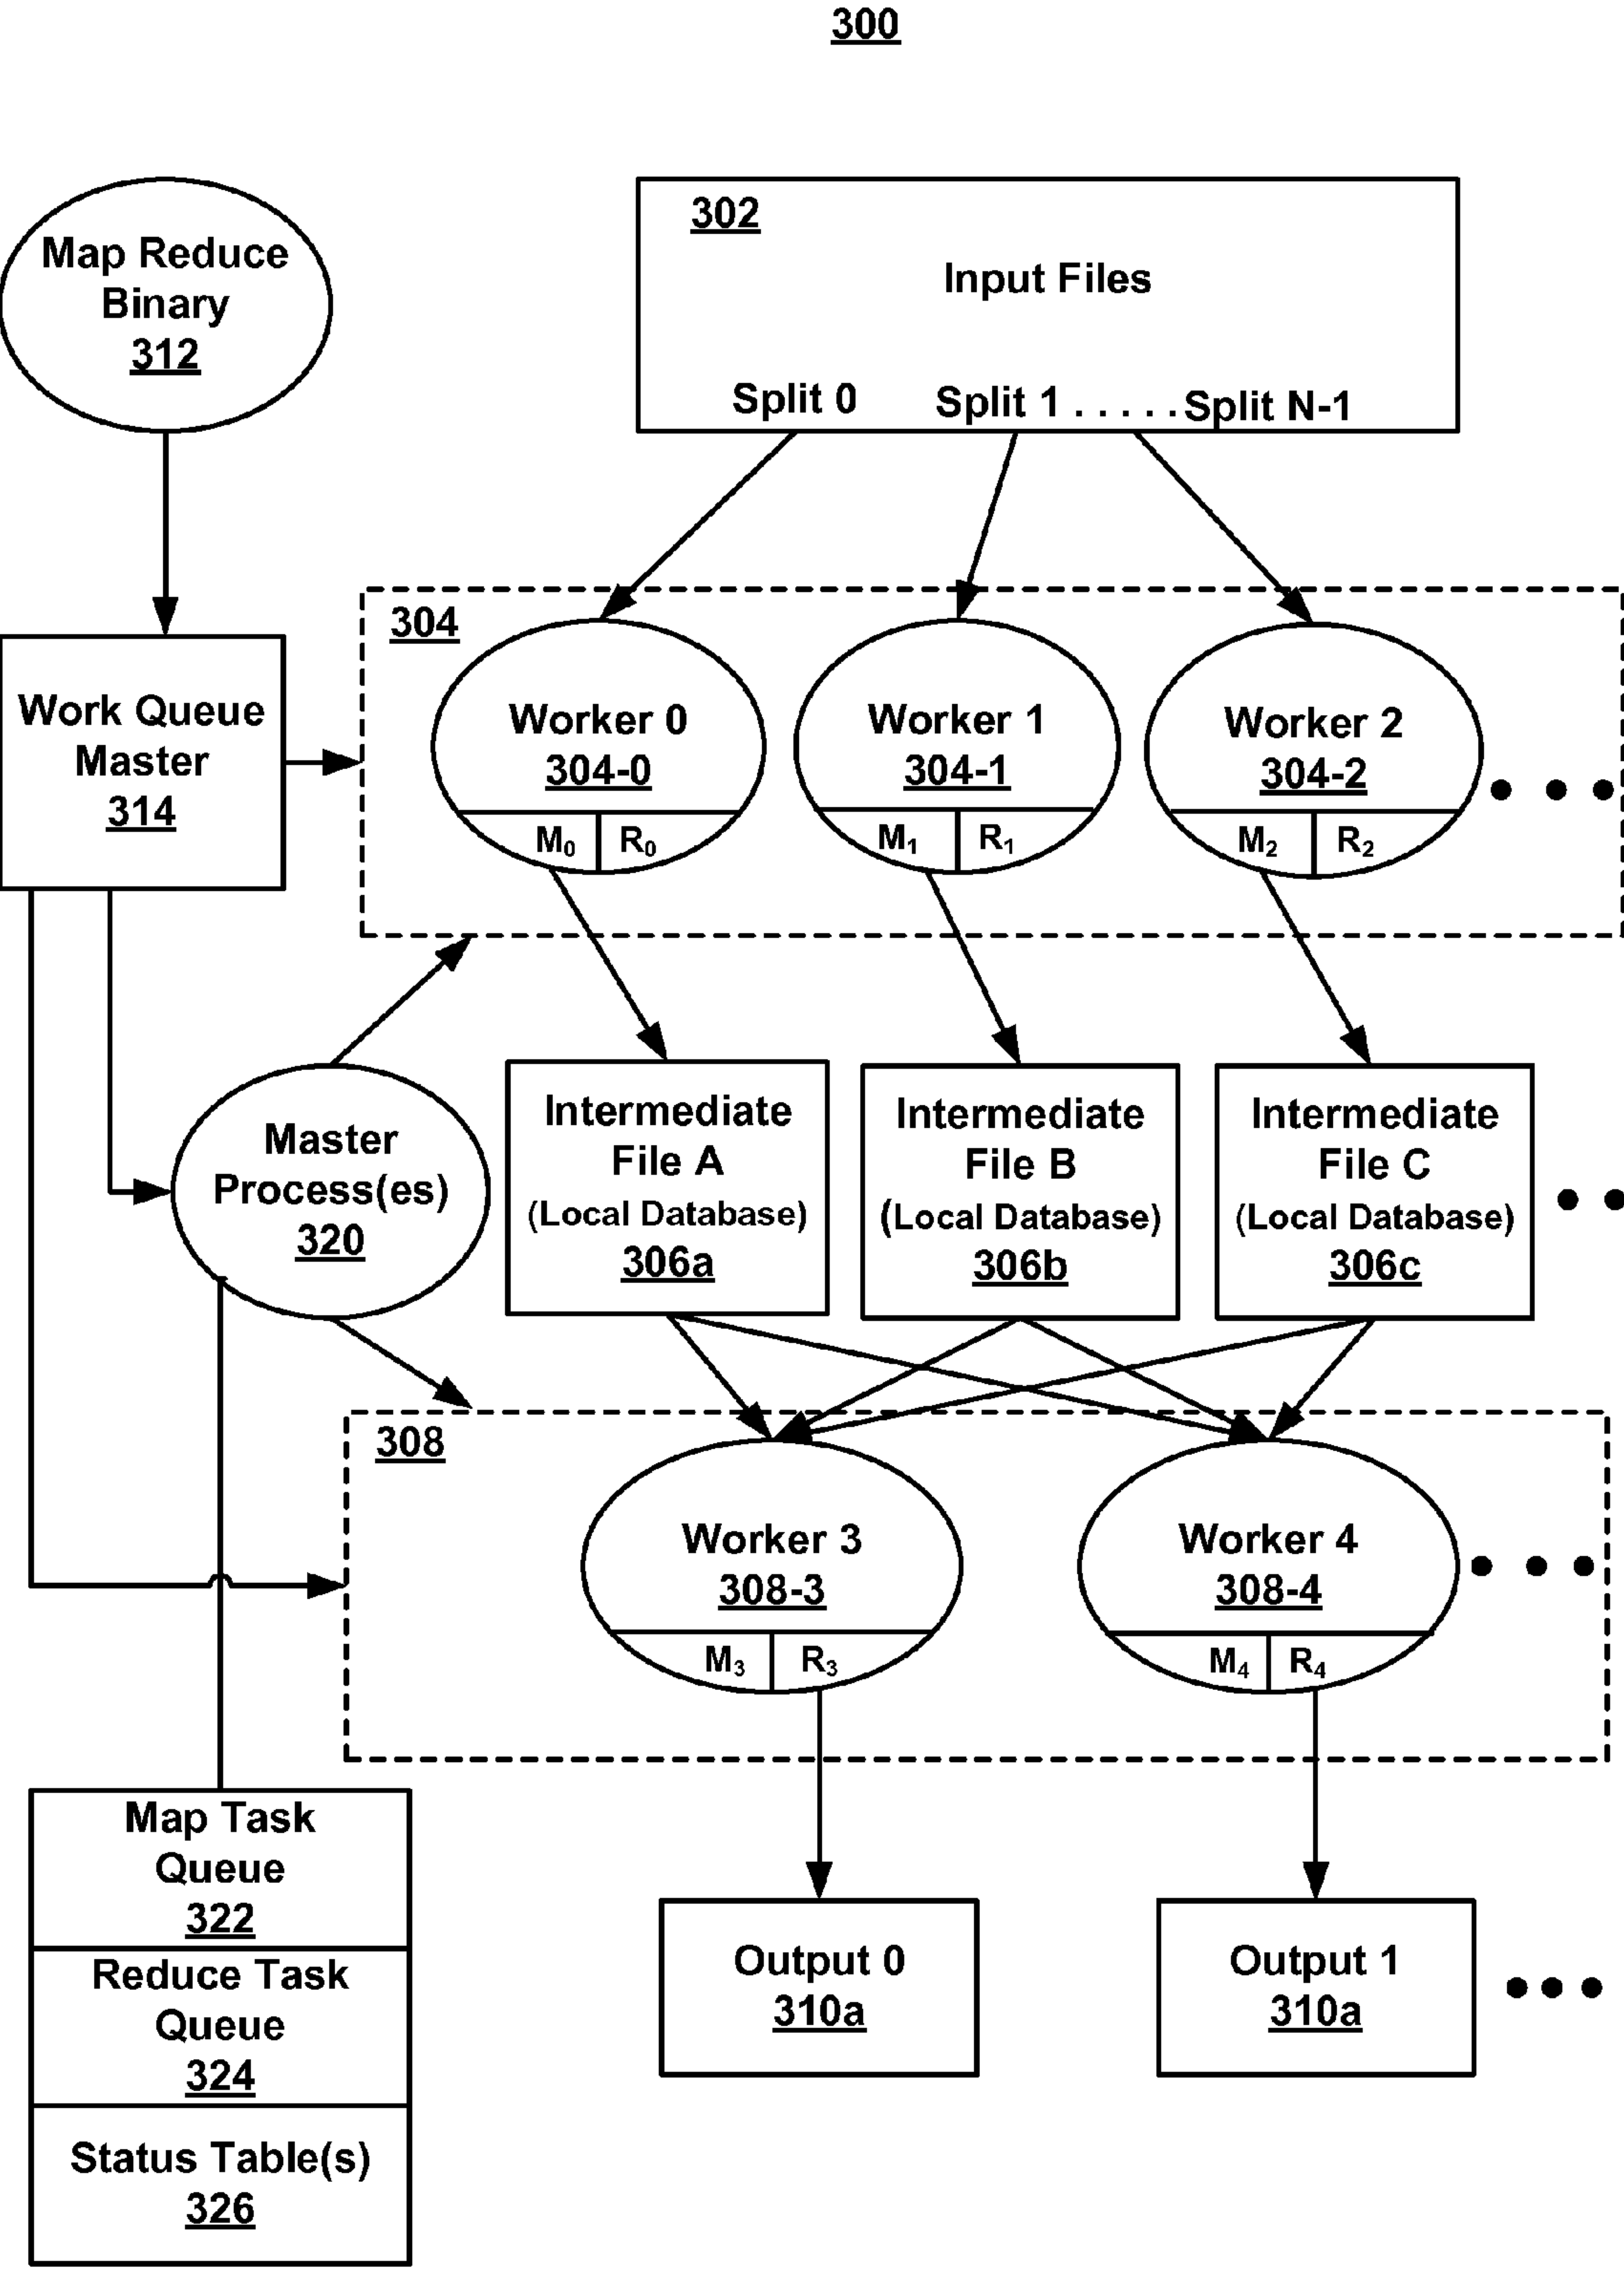 300
Map Reduce
Binary
312
302
Input Files
Split 0 Split 1 . . . . . Split N-1
Work Queue
Master
314
304
Worker 0
304-0
M₀ R₀
Worker 1
304-1
M₁ R₁
Worker 2
304-2
M₂ R₂
Master
Process(es)
320
Intermediate
File A
(Local Database)
306a
Intermediate
File B
(Local Database)
306b
Intermediate
File C
(Local Database)
306c
308
Worker 3
308-3
M₃ R₃
Worker 4
308-4
M₄ R₄
Map Task
Queue
322
Reduce Task
Queue
324
Status Table(s)
326
Output 0
310a
Output 1
310a